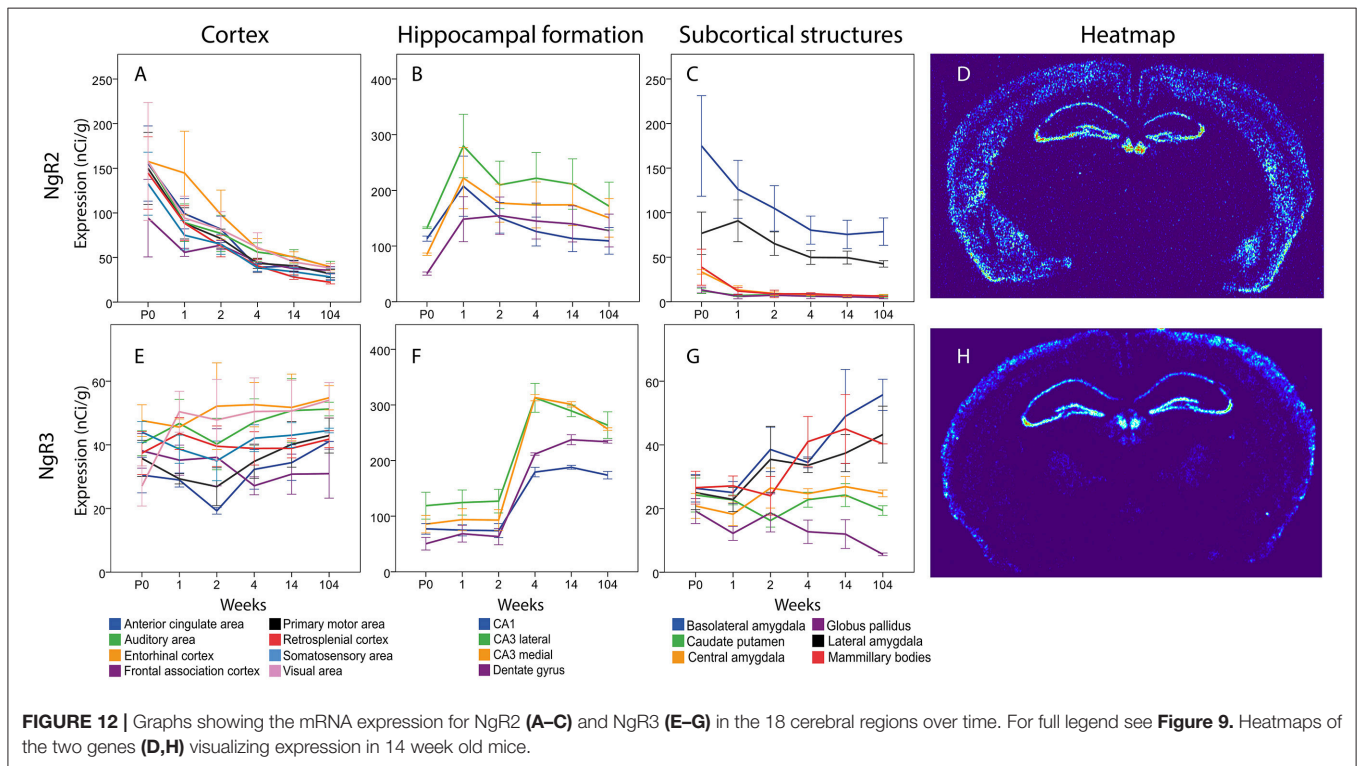 Cortex
Hippocampal formation
Subcortical structures
Heatmap
NgR2
Expression (nCi/g)
250
200
150
100
50
0
A
P0 1 2 4 14 104
400
300
200
100
0
B
P0 1 2 4 14 104
250
200
150
100
50
0
C
P0 1 2 4 14 104
D
NgR3
Expression (nCi/g)
60
40
20
0
E
P0 1 2 4 14 104
Weeks
400
300
200
100
0
F
P0 1 2 4 14 104
Weeks
60
40
20
0
G
P0 1 2 4 14 104
Weeks
H
Anterior cingulate area
Auditory area
Entorhinal cortex
Frontal association cortex
Primary motor area
Retrosplenial cortex
Somatosensory area
Visual area
CA1
CA3 lateral
CA3 medial
Dentate gyrus
Basolateral amygdala
Caudate putamen
Central amygdala
Globus pallidus
Lateral amygdala
Mammillary bodies
FIGURE 12 | Graphs showing the mRNA expression for NgR2 (A–C) and NgR3 (E–G) in the 18 cerebral regions over time. For full legend see Figure 9. Heatmaps of
the two genes (D,H) visualizing expression in 14 week old mice.